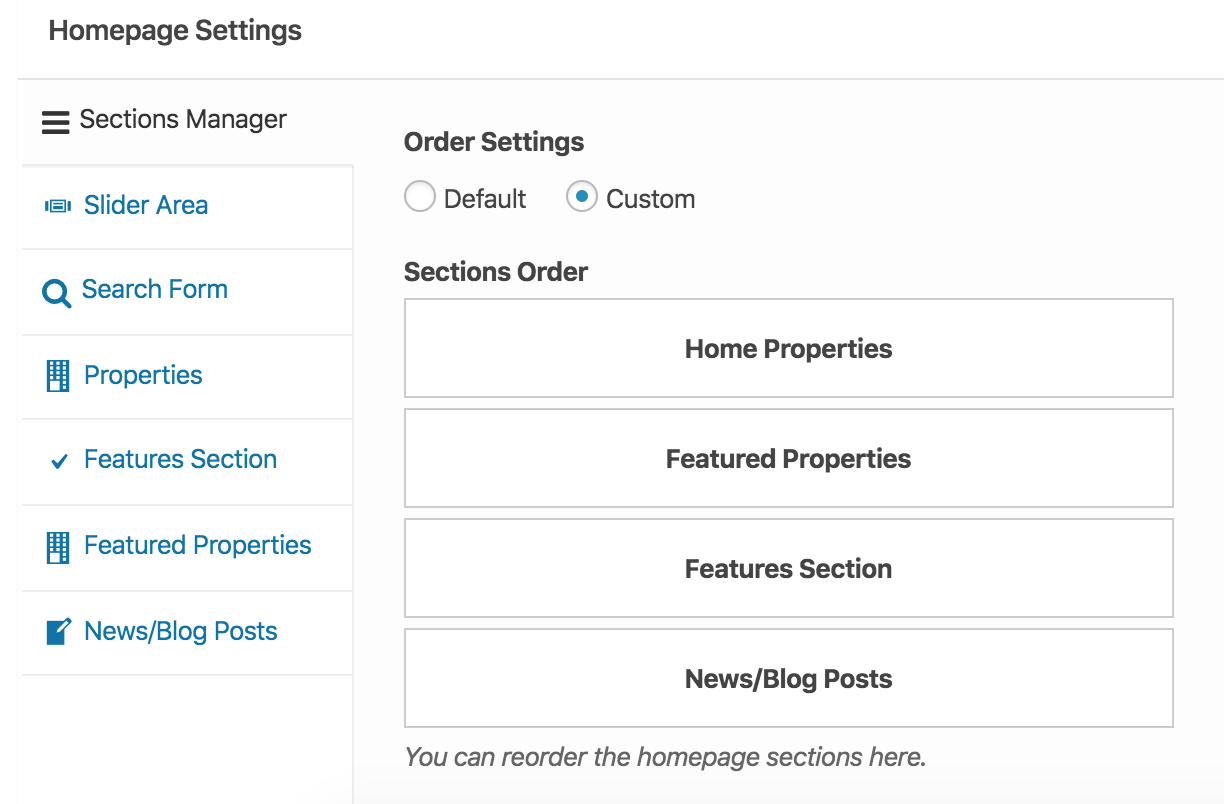 Homepage Settings
Sections Manager
Slider Area
Search Form
Properties
Features Section
Featured Properties
News/Blog Posts
Order Settings
Default Custom
Sections Order
Home Properties
Featured Properties
Features Section
News/Blog Posts
You can reorder the homepage sections here.